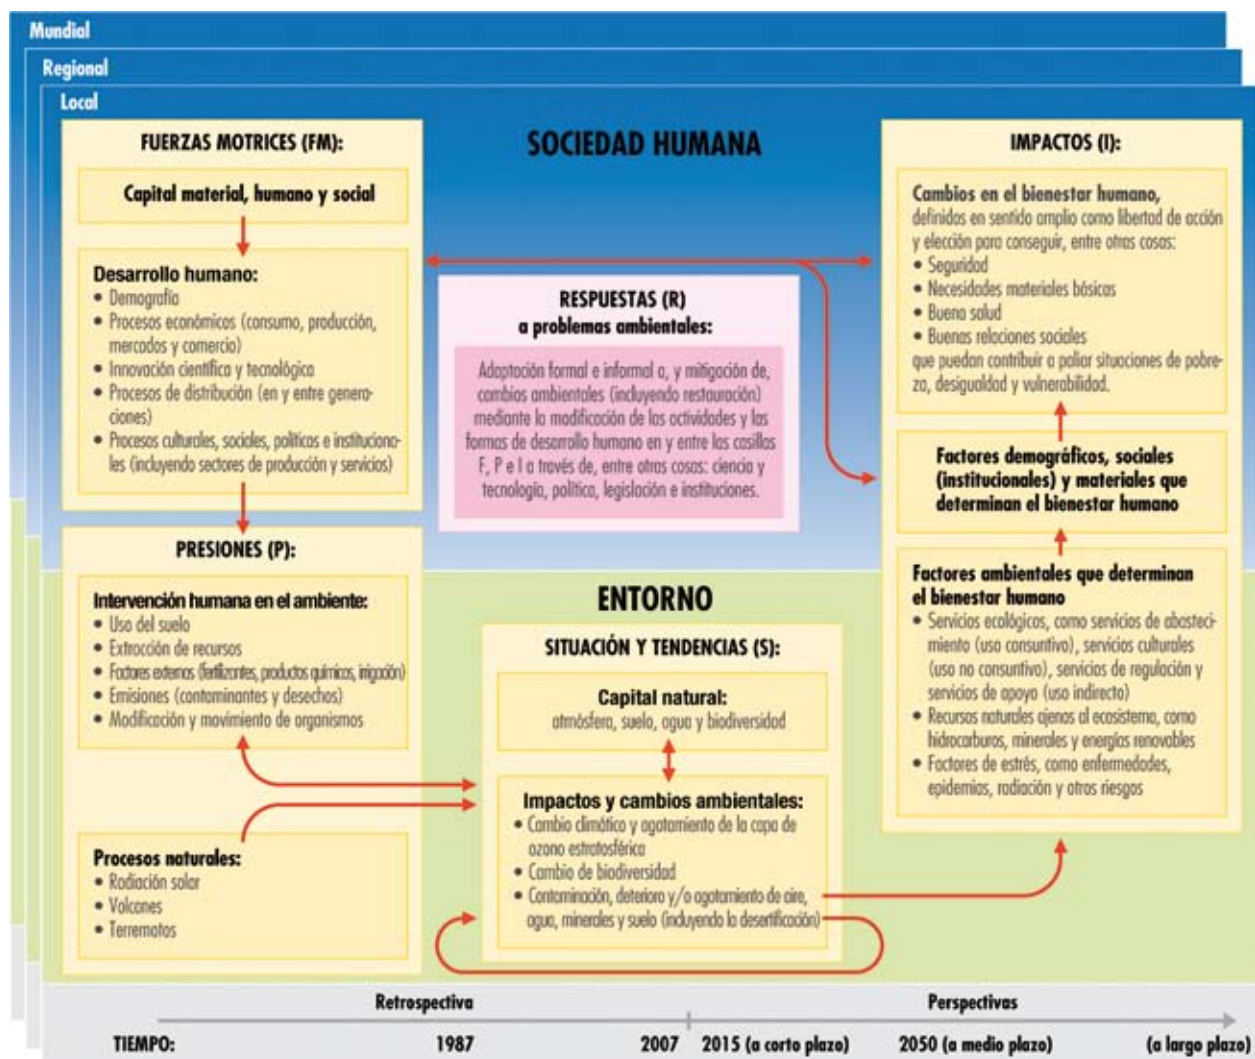 Mundial
Regional
Local
SOCIEDAD HUMANA
FUERZAS MOTRICES (FM):
Capital material, humano y social
Desarrollo humano:
• Demografía
• Procesos económicos (consumo, producción,
mercados y comercio)
• Innovación científica y tecnológica
• Procesos de distribución (en y entre genera-
ciones)
• Procesos culturales, sociales, políticos e instituciona-
les (incluyendo sectores de producción y servicios)
PRESIONES (P):
Intervención humana en el ambiente:
• Uso del suelo
• Extracción de recursos
• Factores externos (fertilizantes, productos químicos, irrigación)
• Emisiones (contaminantes y desechos)
• Modificación y movimiento de organismos
Procesos naturales:
• Radiación solar
• Volcanes
• Terremotos
RESPUESTAS (R)
a problemas ambientales:
Adaptación formal e informal a, y mitigación de,
cambios ambientales (incluyendo restauración)
mediante la modificación de las actividades y las
formas de desarrollo humano en y entre las casillas
F, P e I a través de, entre otras cosas: ciencia y
tecnología, política, legislación e instituciones.
ENTORNO
SITUACIÓN Y TENDENCIAS (S):
Capital natural:
atmósfera, suelo, agua y biodiversidad
Impactos y cambios ambientales:
• Cambio climático y agotamiento de la capa de
ozono estratosférica
• Cambio de biodiversidad
• Contaminación, deterioro y/o agotamiento de aire,
agua, minerales y suelo (incluyendo la desertificación)
IMPACTOS (I):
Cambios en el bienestar humano,
definidos en sentido amplio como libertad de acción
y elección para conseguir, entre otras cosas:
• Seguridad
• Necesidades materiales básicas
• Buena salud
• Buenas relaciones sociales
que puedan contribuir a paliar situaciones de pobre-
za, desigualdad y vulnerabilidad.
Factores demográficos, sociales
(institucionales) y materiales que
determinan el bienestar humano
Factores ambientales que determinan
el bienestar humano
• Servicios ecológicos, como servicios de abasteci-
miento (uso consuntivo), servicios culturales
(uso no consuntivo), servicios de regulación y
servicios de apoyo (uso indirecto)
• Recursos naturales ajenos al ecosistema, como
hidrocarburos, minerales y energías renovables
• Factores de estrés, como enfermedades,
epidemias, radiación y otros riesgos
Retrospectiva
Perspectivas
TIEMPO:
1987
2007
2015 (a corto plazo)
2050 (a medio plazo)
(a largo plazo)